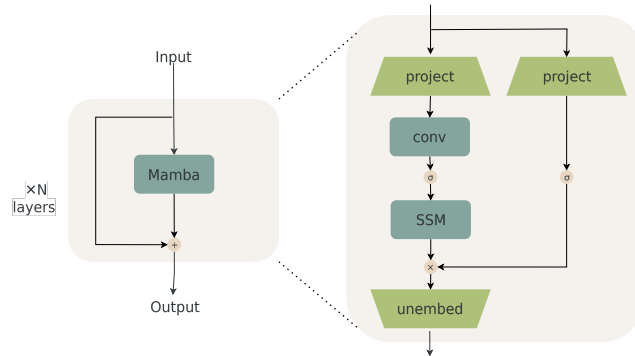 Input
Mamba
×N
layers
+
Output
project
project
conv
σ
σ
SSM
×
unembed